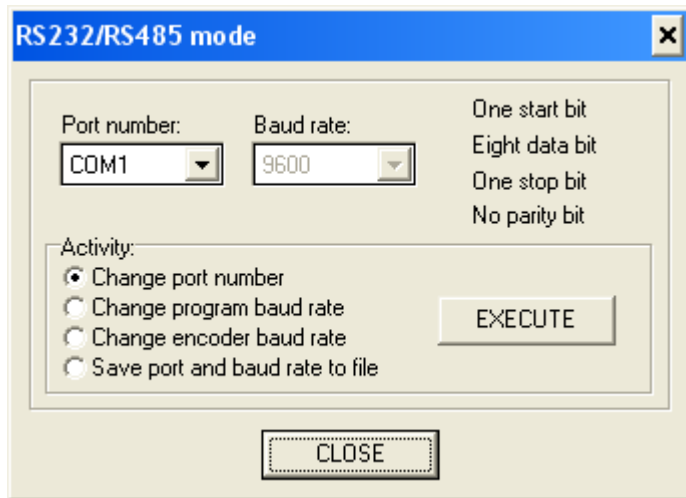 RS232/RS485 mode
Port number:
Baud rate:
COM1
9600
One start bit
Eight data bit
One stop bit
No parity bit
Activity:
Change port number
Change program baud rate
Change encoder baud rate
Save port and baud rate to file
EXECUTE
CLOSE